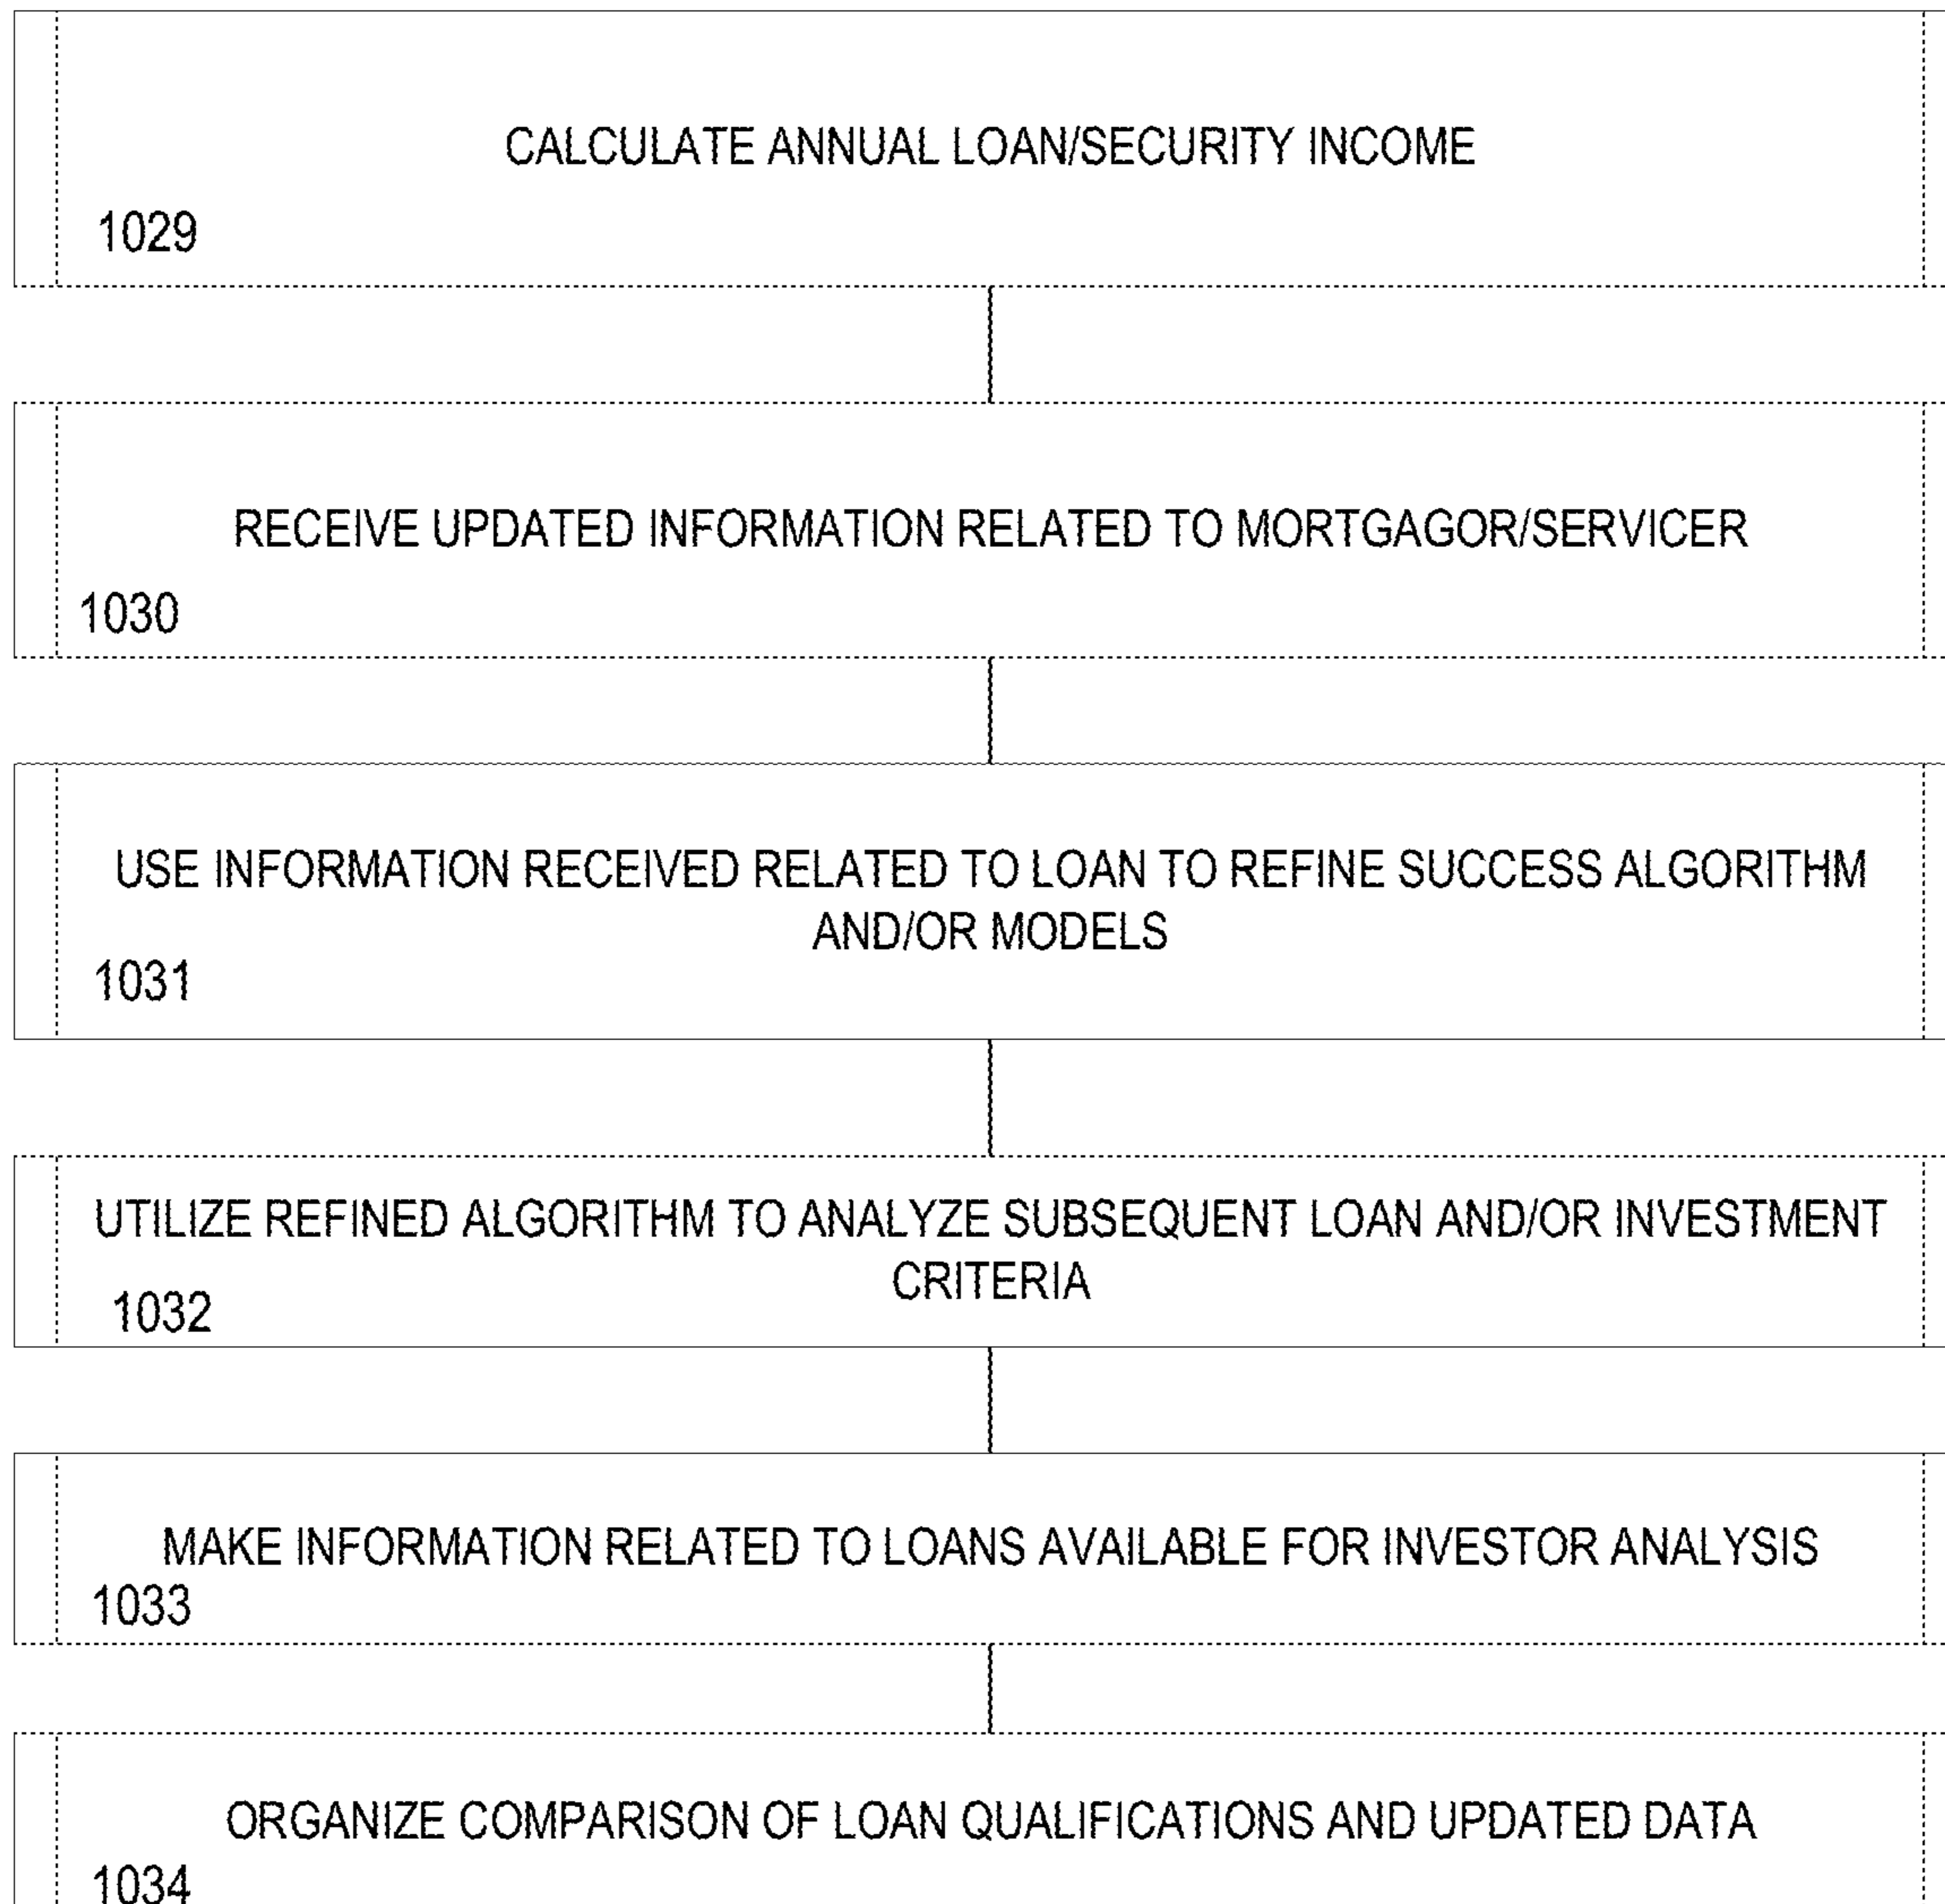 CALCULATE ANNUAL LOAN/SECURITY INCOME
1029
RECEIVE UPDATED INFORMATION RELATED TO MORTGAGOR/SERVICER
1030
USE INFORMATION RECEIVED RELATED TO LOAN TO REFINE SUCCESS ALGORITHM
AND/OR MODELS
1031
UTILIZE REFINED ALGORITHM TO ANALYZE SUBSEQUENT LOAN AND/OR INVESTMENT
CRITERIA
1032
MAKE INFORMATION RELATED TO LOANS AVAILABLE FOR INVESTOR ANALYSIS
1033
ORGANIZE COMPARISON OF LOAN QUALIFICATIONS AND UPDATED DATA
1034